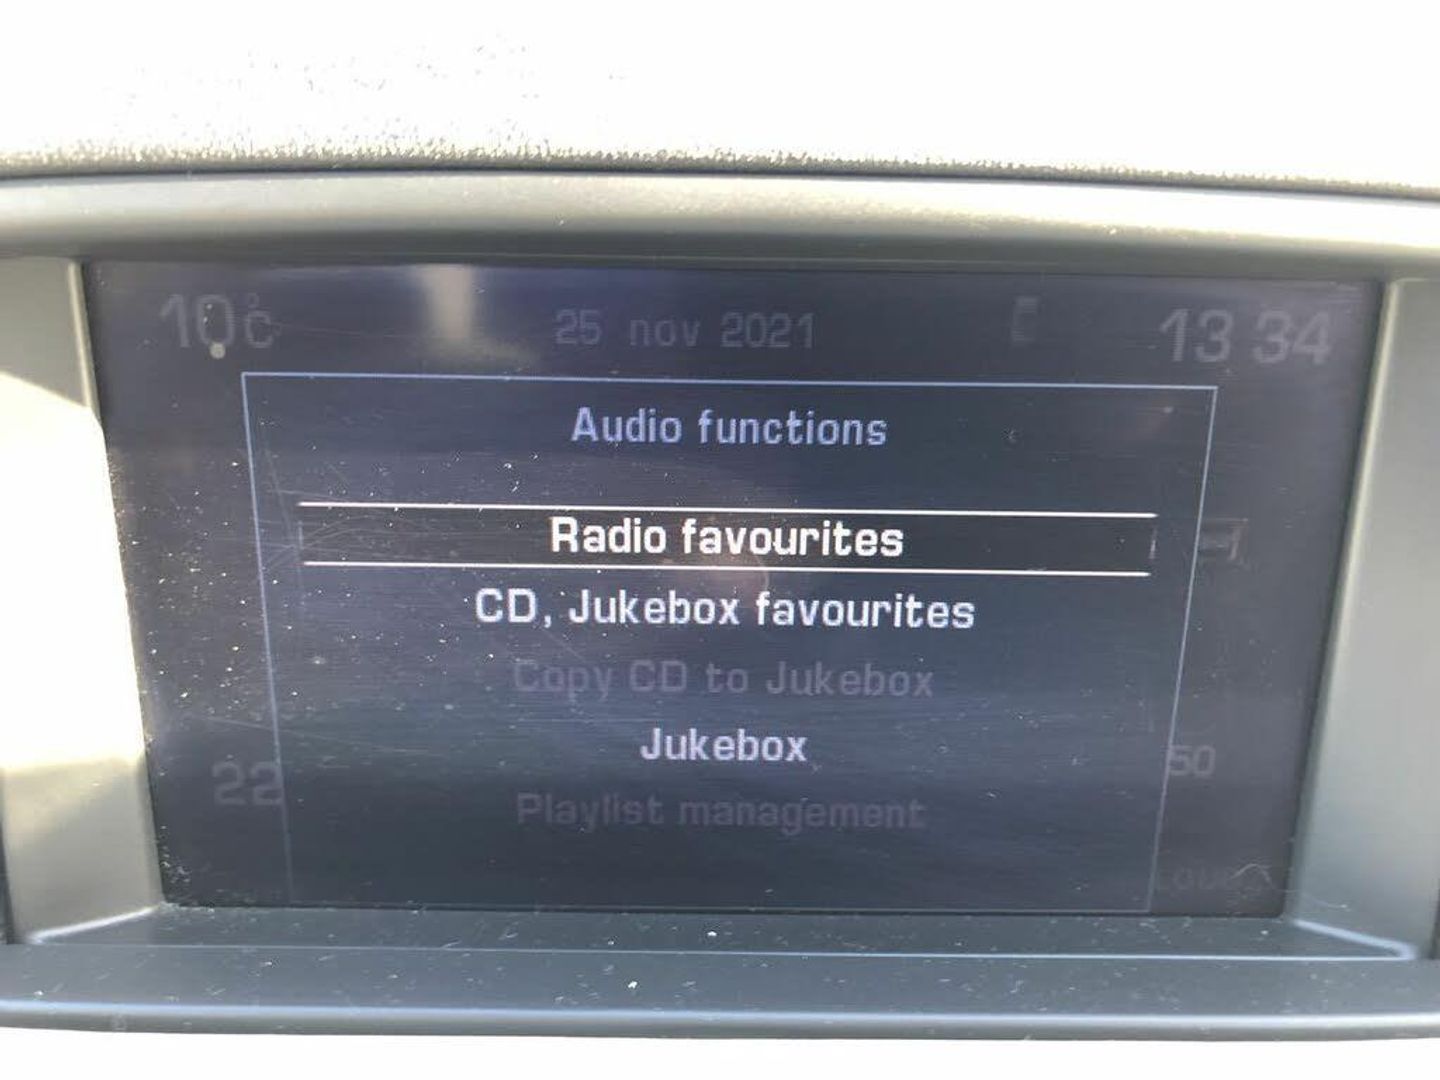 10°C 25 nov 2021 13 34
Audio functions
Radio favourites
CD, Jukebox favourites
Copy CD to Jukebox
Jukebox
22 50
Playlist management